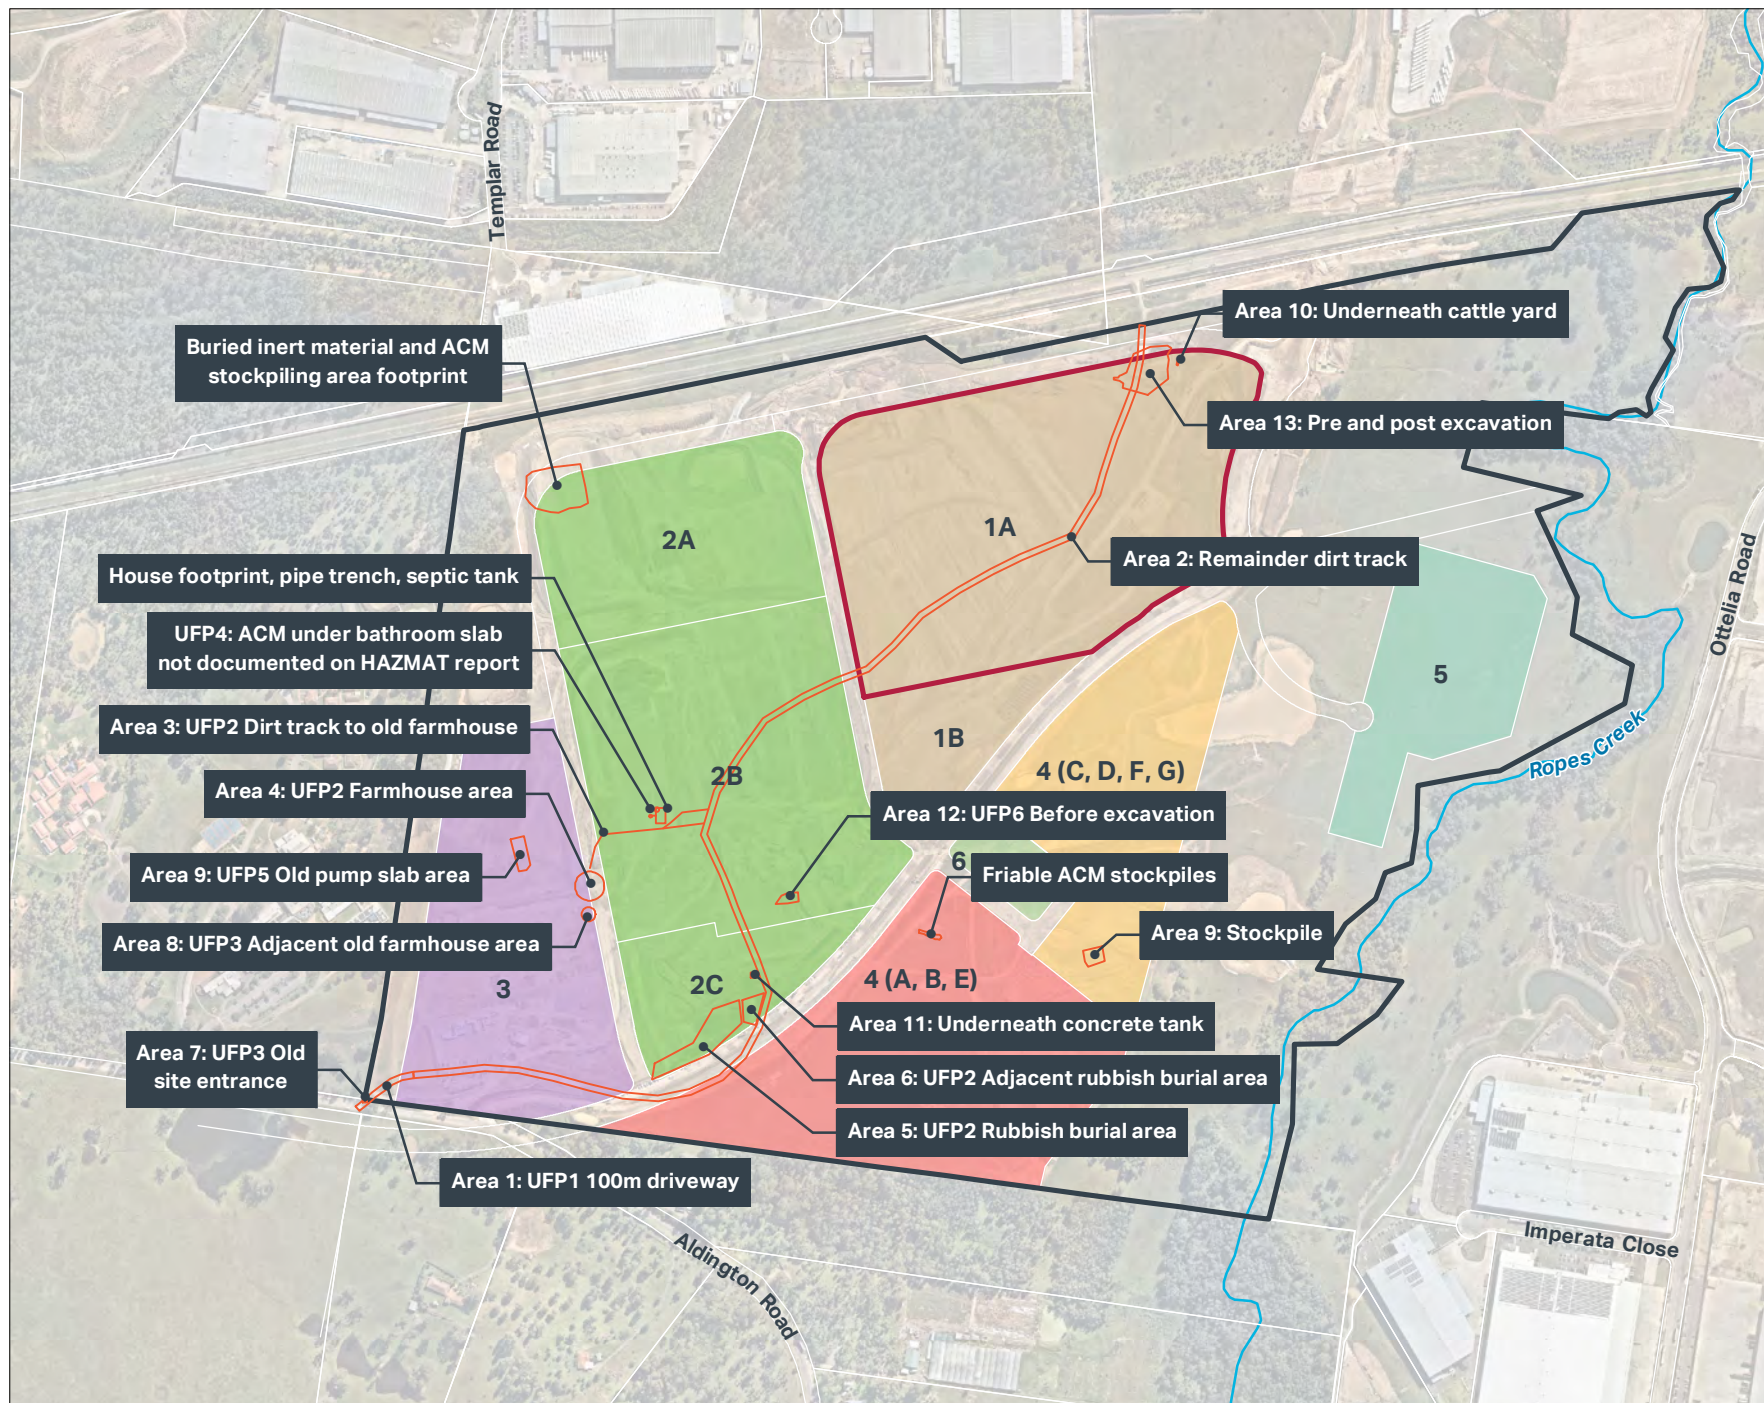 Templar Road
Area 10: Underneath cattle yard
Buried inert material and ACM
stockpiling area footprint
Area 13: Pre and post excavation
2A
1A
Area 2: Remainder dirt track
House footprint, pipe trench, septic tank
UFP4: ACM under bathroom slab
not documented on HAZMAT report
Ottelia Road
5
Area 3: UFP2 Dirt track to old farmhouse
1B
Ropes Creek
2B
4 (C, D, F, G)
Area 4: UFP2 Farmhouse area
Area 12: UFP6 Before excavation
6
Area 9: UFP5 Old pump slab area
Friable ACM stockpiles
Area 8: UFP3 Adjacent old farmhouse area
Area 9: Stockpile
3
2C
4 (A, B, E)
Area 11: Underneath concrete tank
Area 7: UFP3 Old
site entrance
Area 6: UFP2 Adjacent rubbish burial area
Area 5: UFP2 Rubbish burial area
Area 1: UFP1 100m driveway
Aldington Road
Imperata Close